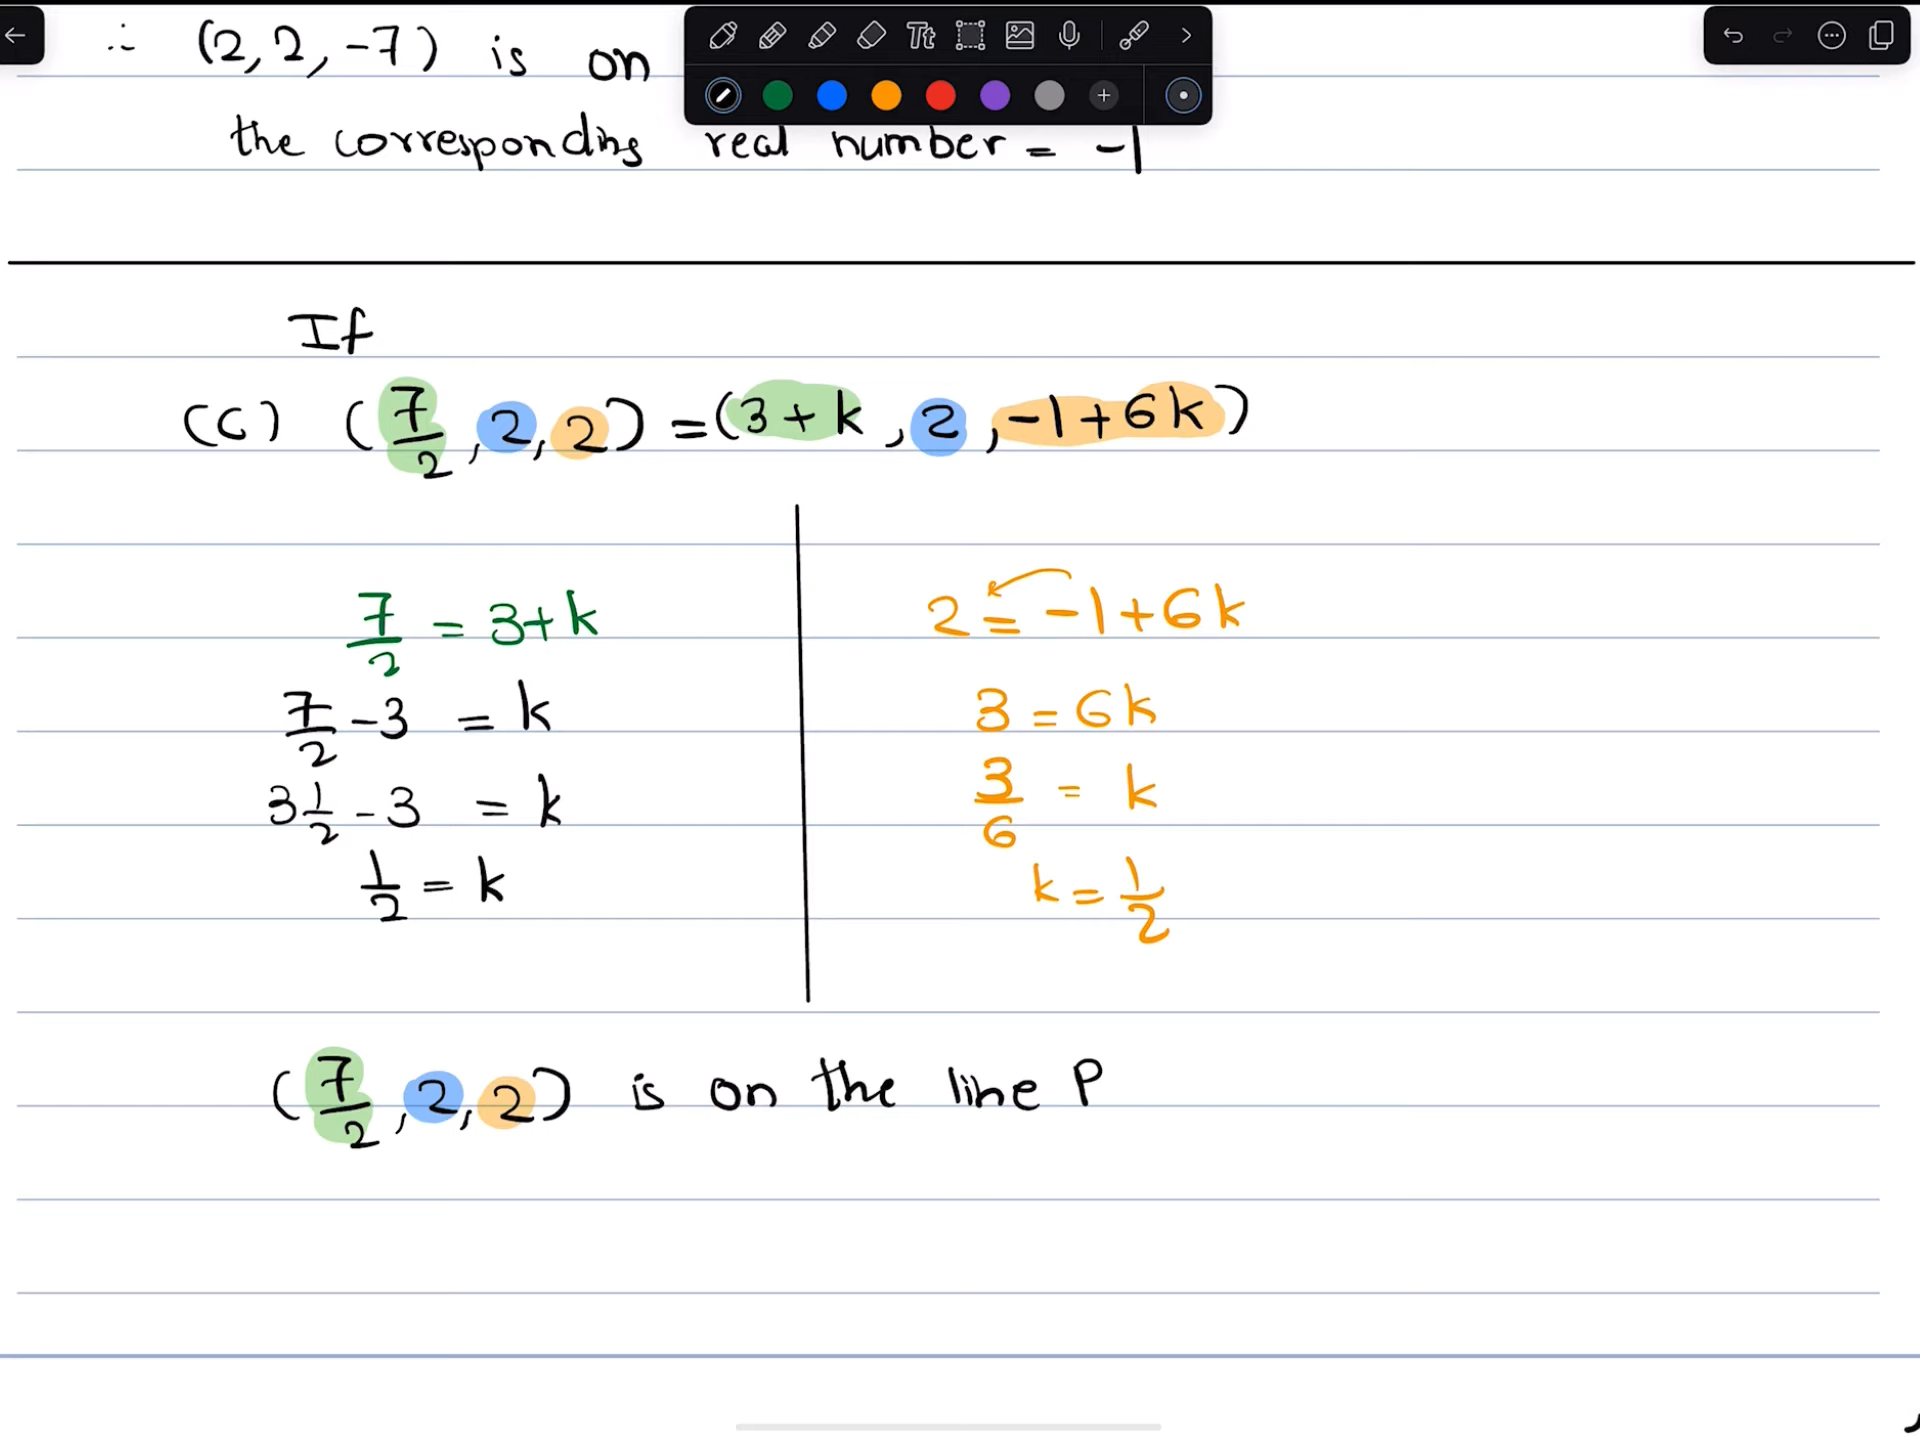 ∴ (2, 2, -7) is on
the corresponding real number = -1
If
(c) (7/2, 2, 2) = (3 + k, 2, -1 + 6k)
7/2 = 3 + k
7/2 - 3 = k
3 1/2 - 3 = k
1/2 = k
2 = -1 + 6k
3 = 6k
3/6 = k
k = 1/2
(7/2, 2, 2) is on the line P
Tt